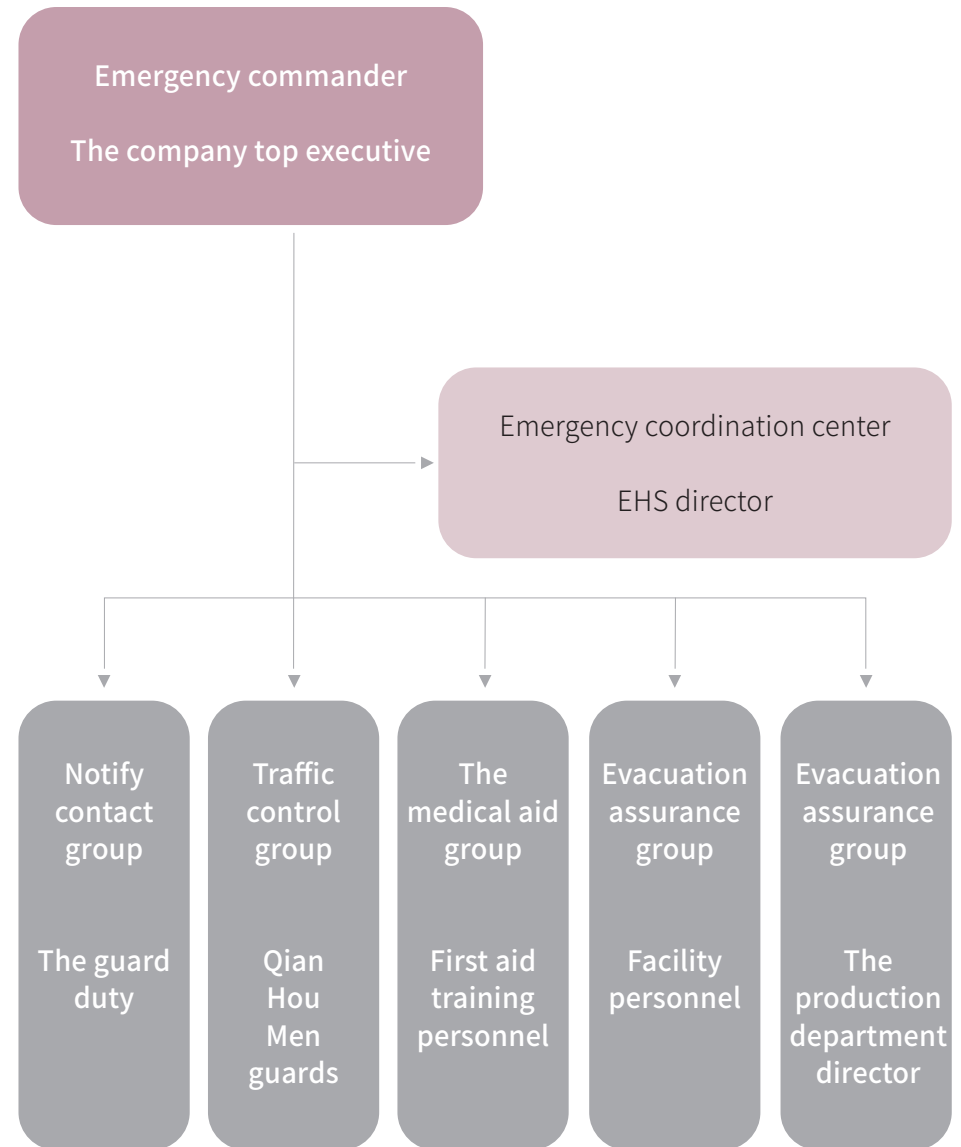 Emergency commander
The company top executive
Emergency coordination center
EHS director
Notify
contact
group
The guard
duty
Traffic
control
group
Qian
Hou
Men
guards
The
medical aid
group
First aid
training
personnel
Evacuation
assurance
group
Facility
personnel
Evacuation
assurance
group
The
production
department
director